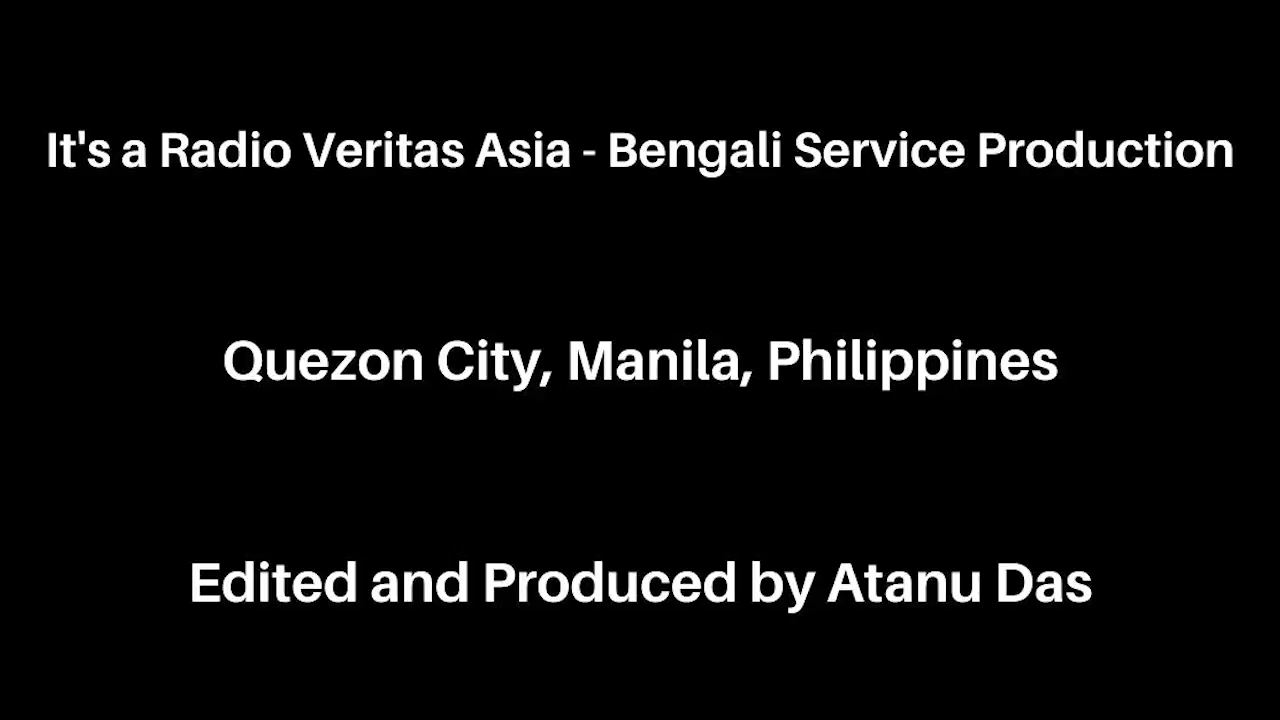 It's a Radio Veritas Asia - Bengali Service Production
Quezon City, Manila, Philippines
Edited and Produced by Atanu Das